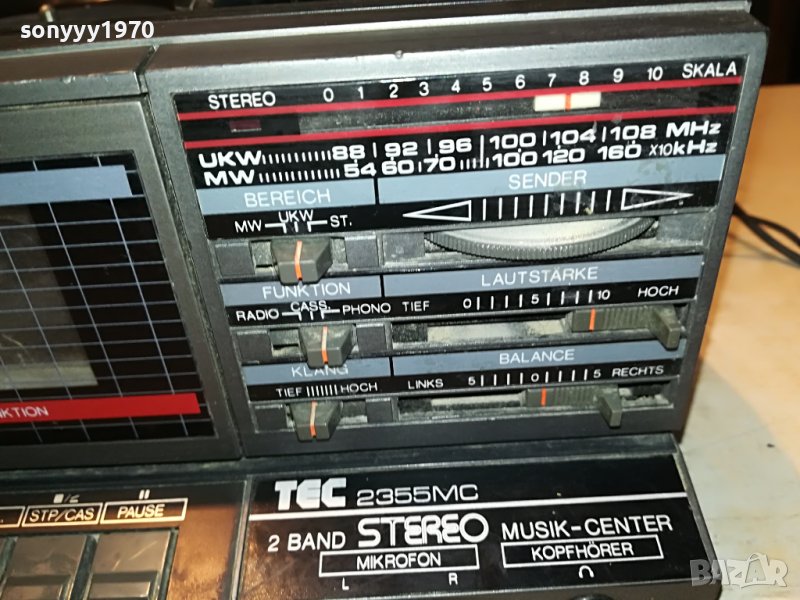 sonyyy1970
STEREO 0 1 2 3 4 5 6 7 8 9 10 SKALA
UKW 88 92 96 100 104 108 MHz
MW 54 60 70 100 120 160 X10kHz
BEREICH SENDER
MW UKW ST.
FUNKTION LAUTSTÄRKE
RADIO CASS. PHONO TIEF 0 5 10 HOCH
KLANG BALANCE
TIEF HOCH LINKS 5 0 5 RECHTS
KTION
STP/CAS PAUSE
TEC 2355MC
2 BAND STEREO MUSIK-CENTER
MIKROFON KOPFHÖRER
L R
BAZAR.bg